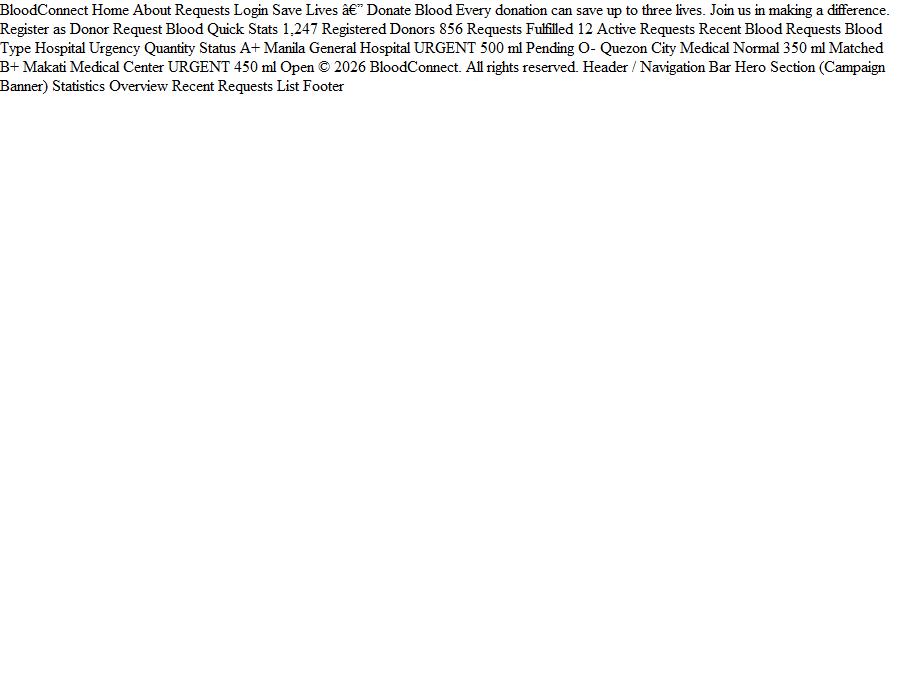 BloodConnect Home About Requests Login Save Lives â€” Donate Blood Every donation can save up to three lives. Join us in making a difference.
Register as Donor Request Blood Quick Stats 1,247 Registered Donors 856 Requests Fulfilled 12 Active Requests Recent Blood Requests Blood
Type Hospital Urgency Quantity Status A+ Manila General Hospital URGENT 500 ml Pending O- Quezon City Medical Normal 350 ml Matched
B+ Makati Medical Center URGENT 450 ml Open © 2026 BloodConnect. All rights reserved. Header / Navigation Bar Hero Section (Campaign
Banner) Statistics Overview Recent Requests List Footer